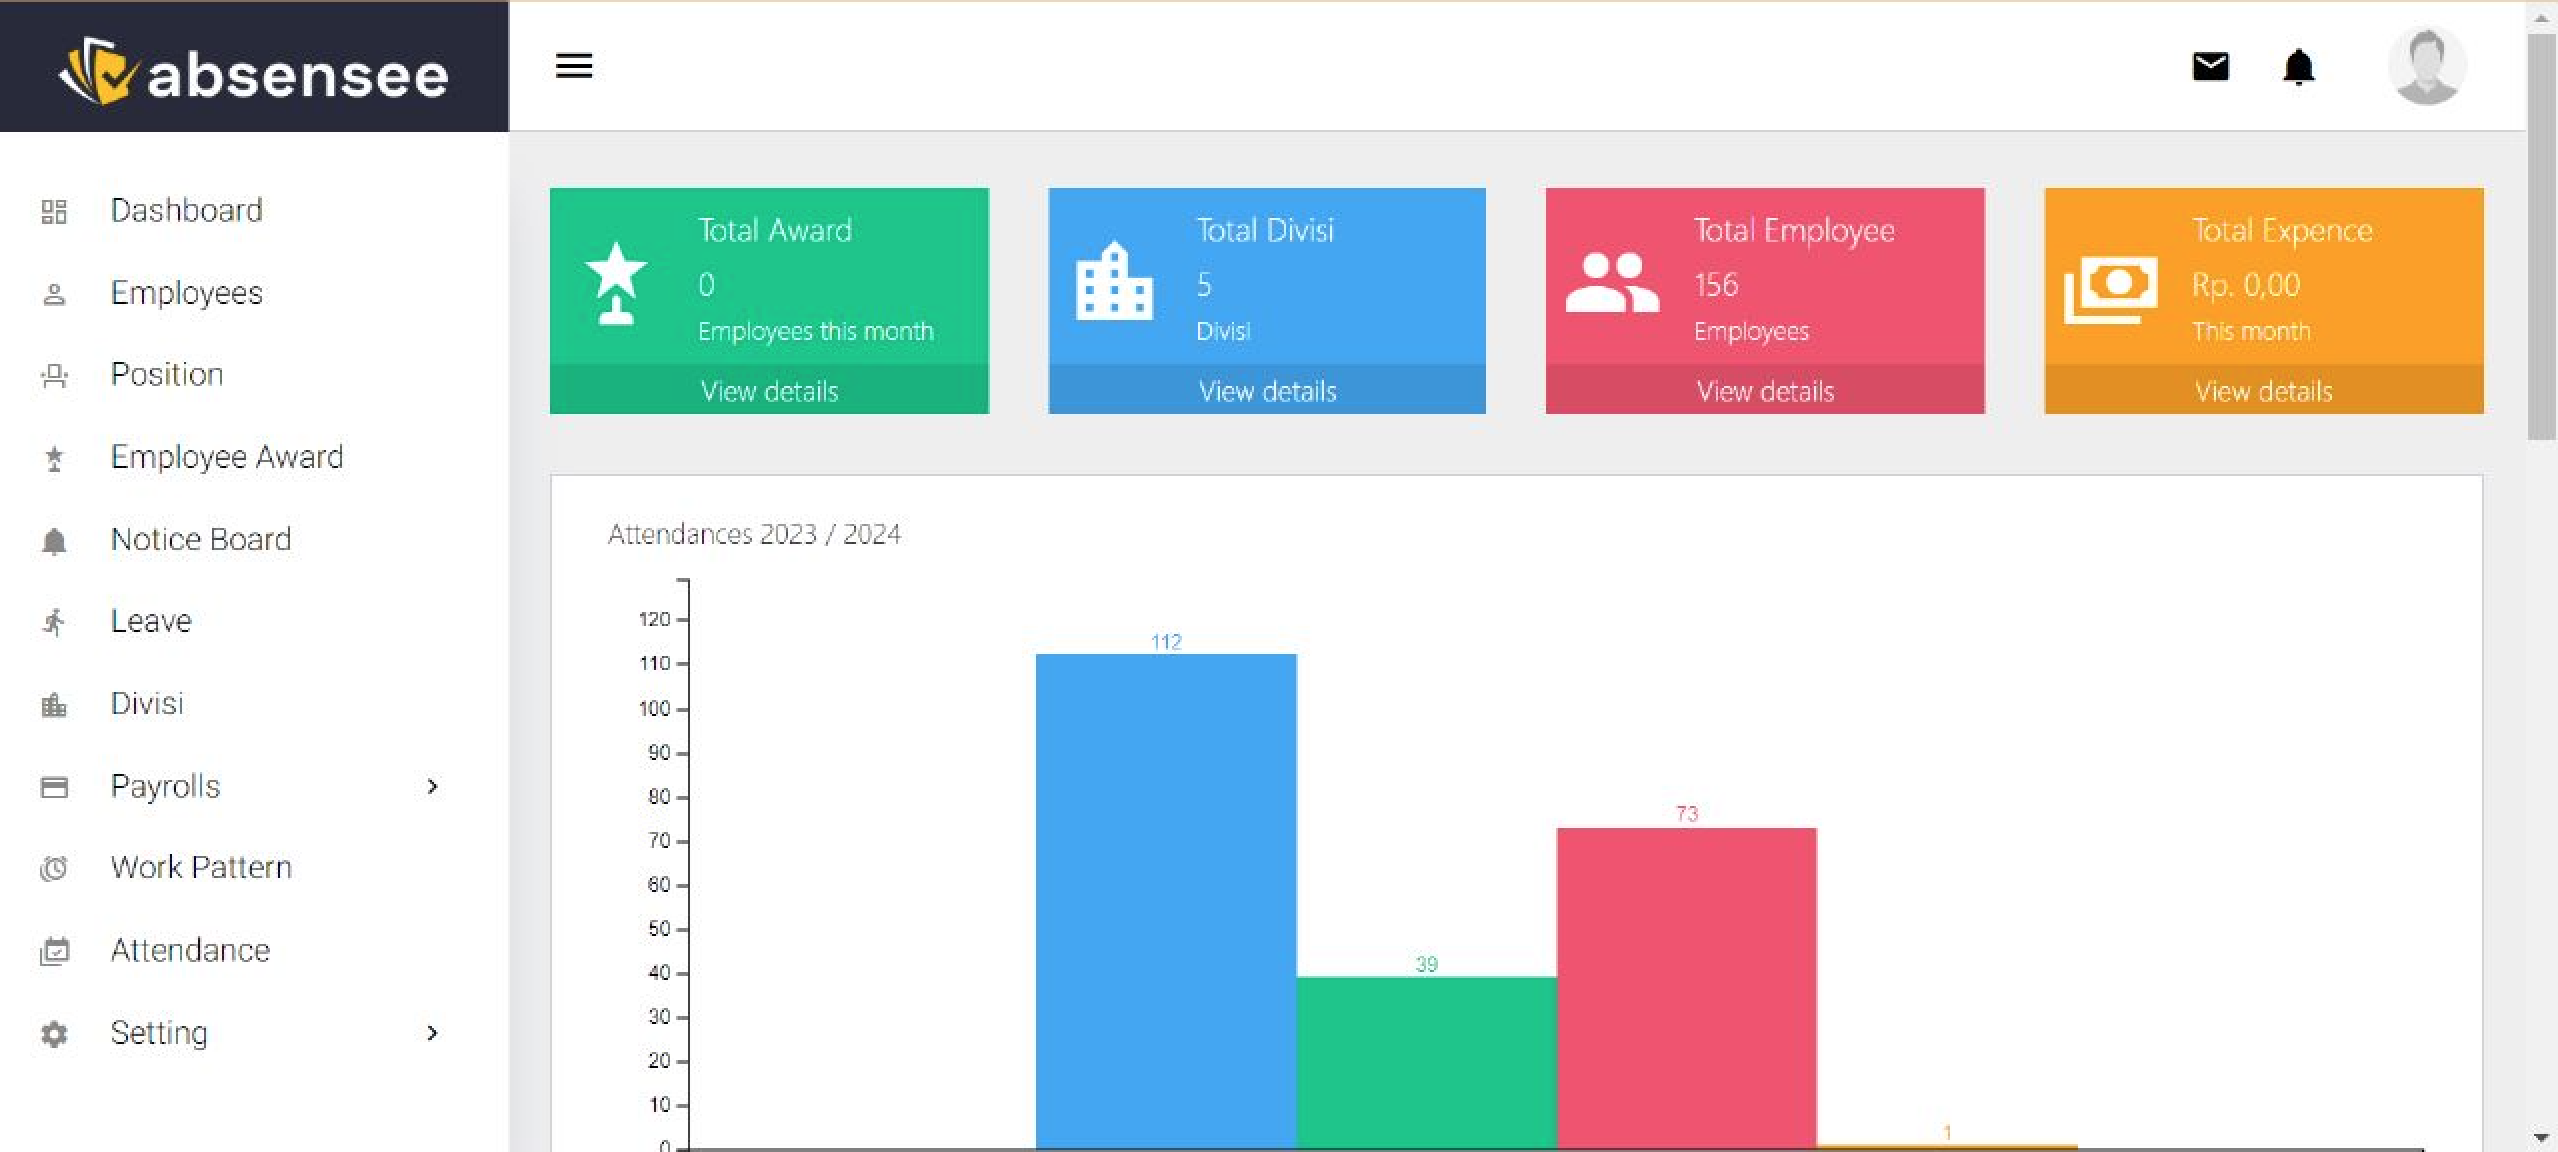 absensee
Dashboard
Employees
Position
Employee Award
Notice Board
Leave
Divisi
Payrolls
Work Pattern
Attendance
Setting
Total Award
0
Employees this month
View details
Total Divisi
5
Divisi
View details
Total Employee
156
Employees
View details
Total Expence
Rp. 0,00
This month
View details
Attendances 2023 / 2024
120
110
100
90
80
70
60
50
40
30
20
10
0
112
39
73
1